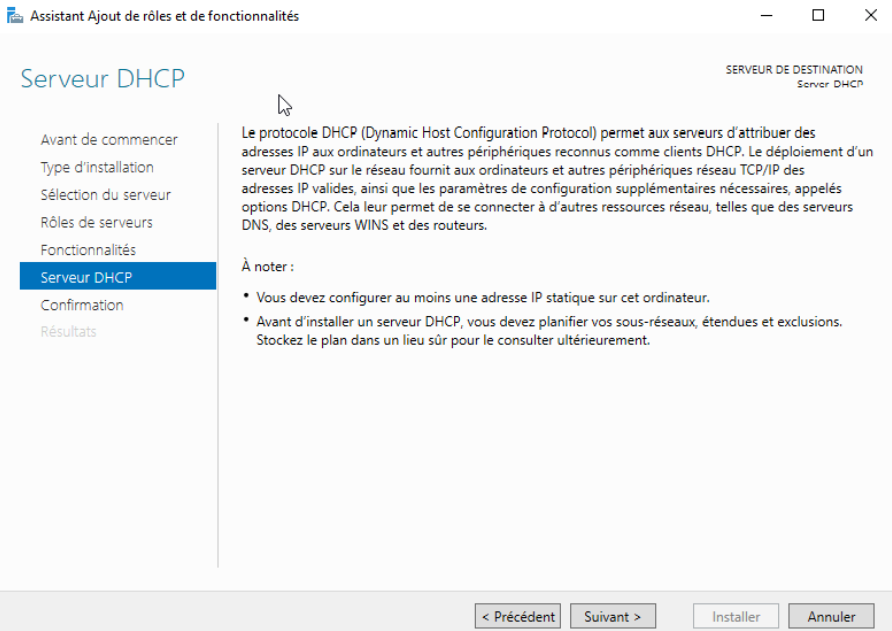 Assistant Ajout de rôles et de fonctionnalités
Serveur DHCP
SERVEUR DE DESTINATION
Server DHCP
Avant de commencer
Type d'installation
Sélection du serveur
Rôles de serveurs
Fonctionnalités
Serveur DHCP
Confirmation
Résultats
Le protocole DHCP (Dynamic Host Configuration Protocol) permet aux serveurs d'attribuer des
adresses IP aux ordinateurs et autres périphériques reconnus comme clients DHCP. Le déploiement d'un
serveur DHCP sur le réseau fournit aux ordinateurs et autres périphériques réseau TCP/IP des
adresses IP valides, ainsi que les paramètres de configuration supplémentaires nécessaires, appelés
options DHCP. Cela leur permet de se connecter à d'autres ressources réseau, telles que des serveurs
DNS, des serveurs WINS et des routeurs.
À noter :
• Vous devez configurer au moins une adresse IP statique sur cet ordinateur.
• Avant d'installer un serveur DHCP, vous devez planifier vos sous-réseaux, étendues et exclusions.
Stockez le plan dans un lieu sûr pour le consulter ultérieurement.
< Précédent
Suivant >
Installer
Annuler